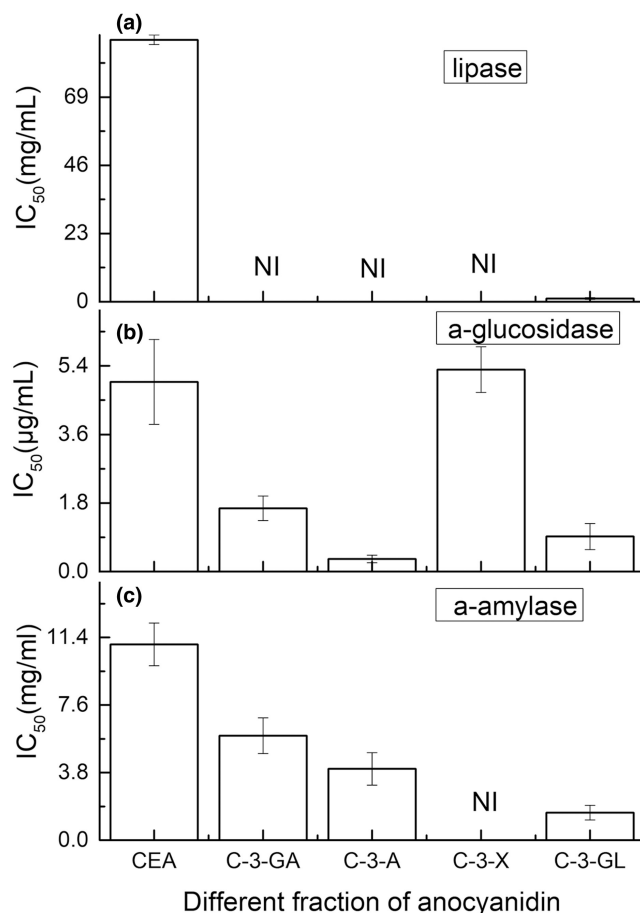 (a)
lipase
69
46
23
0
IC50(mg/mL)
NI NI NI
(b)
a-glucosidase
5.4
3.6
1.8
0.0
IC50(μg/mL)
(c)
a-amylase
11.4
7.6
3.8
0.0
IC50(mg/ml)
NI
CEA C-3-GA C-3-A C-3-X C-3-GL
Different fraction of anocyanidin